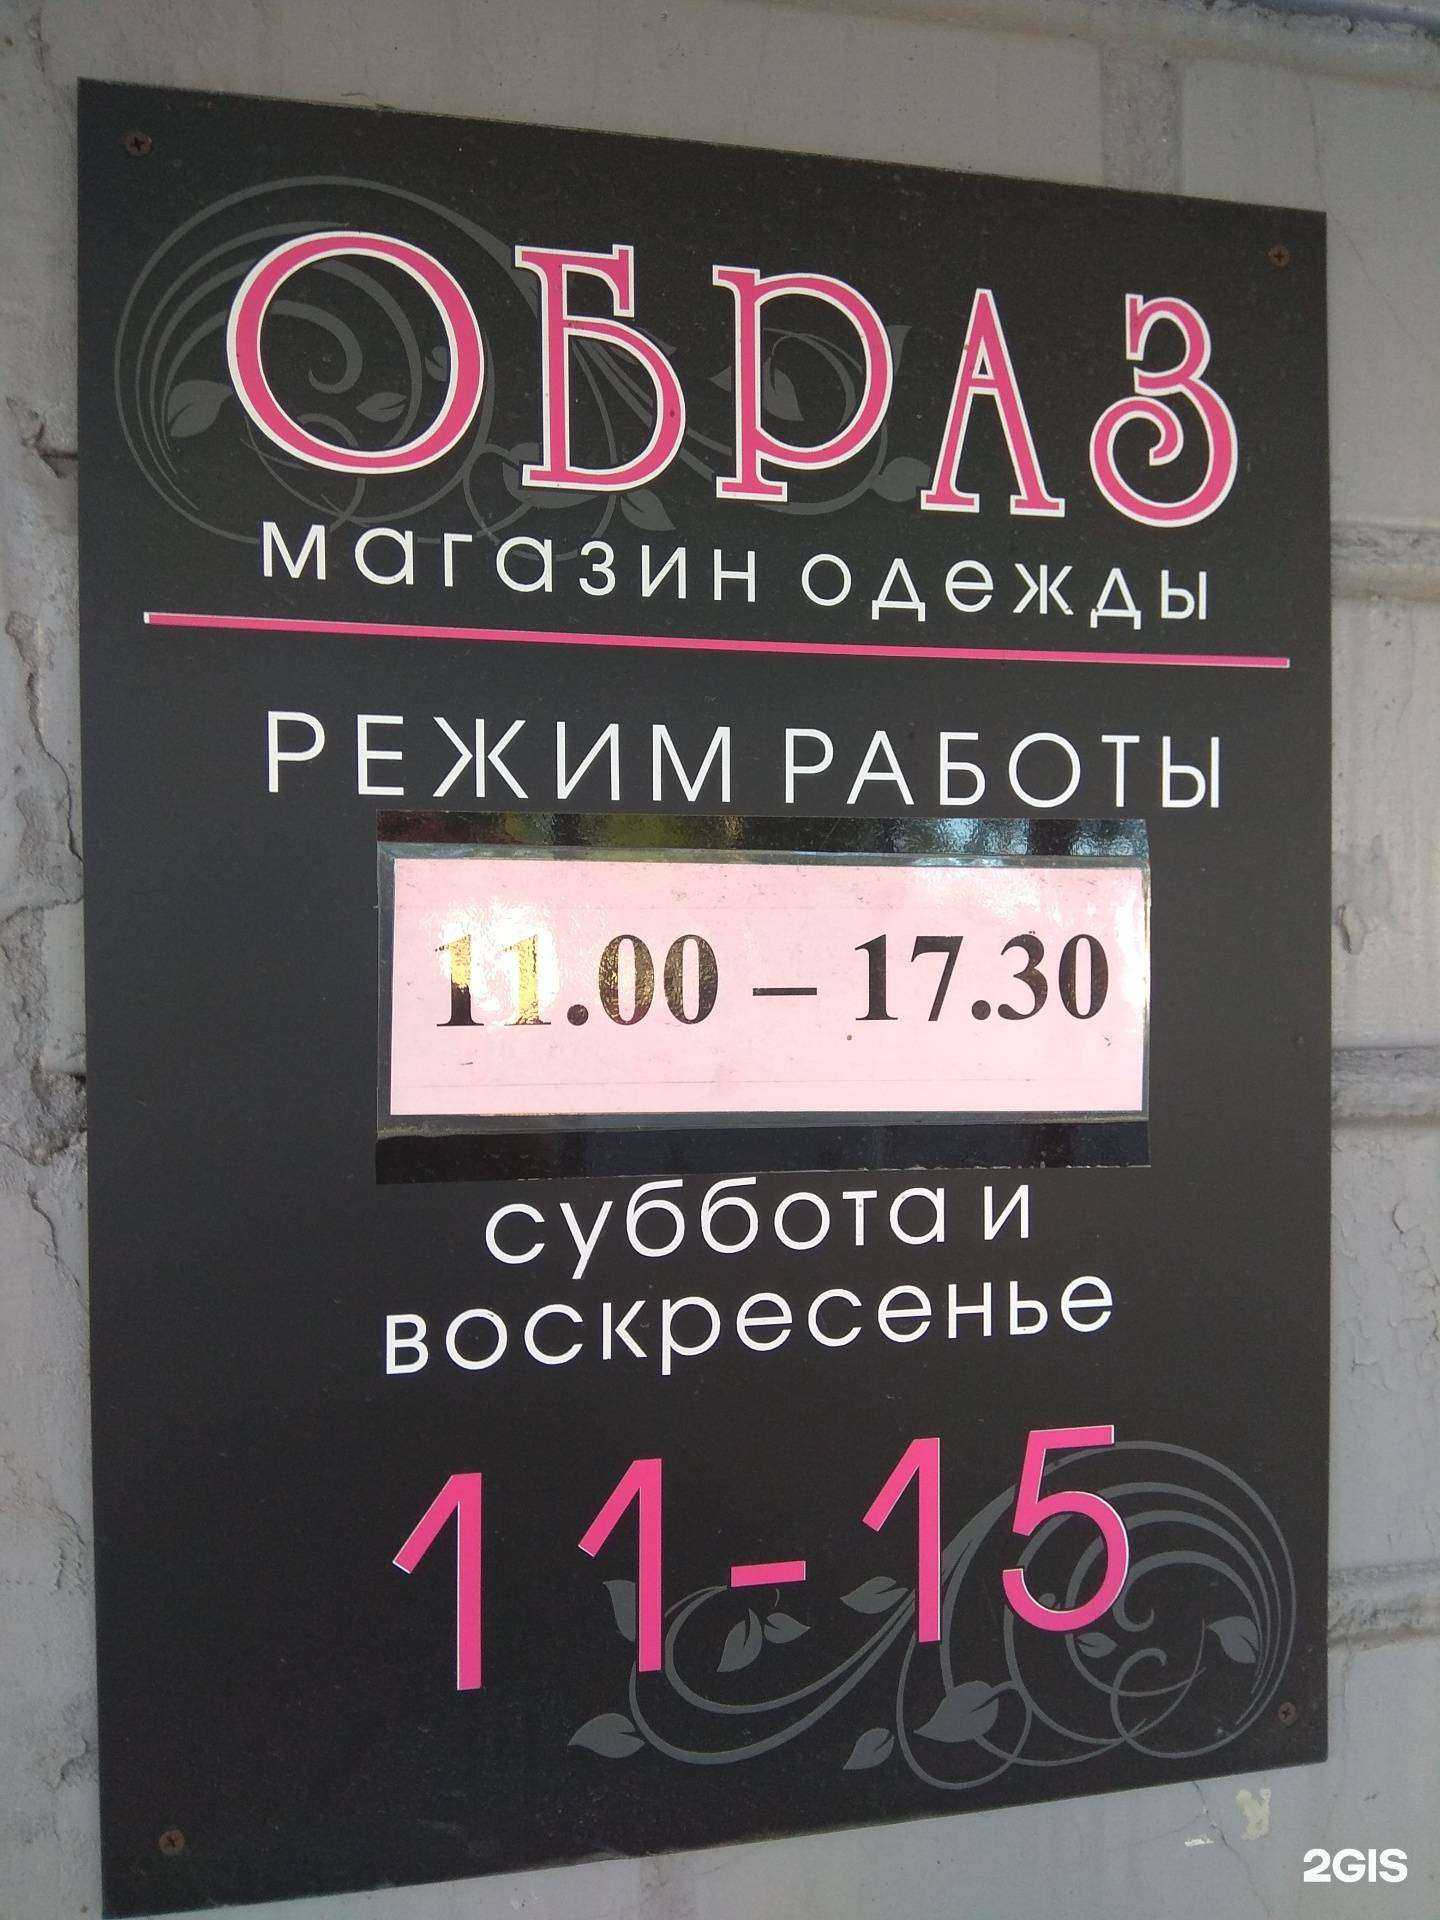 ОБРАЗ
магазин одежды
РЕЖИМ РАБОТЫ
11.00 – 17.30
суббота и
воскресенье
11-15
2GIS